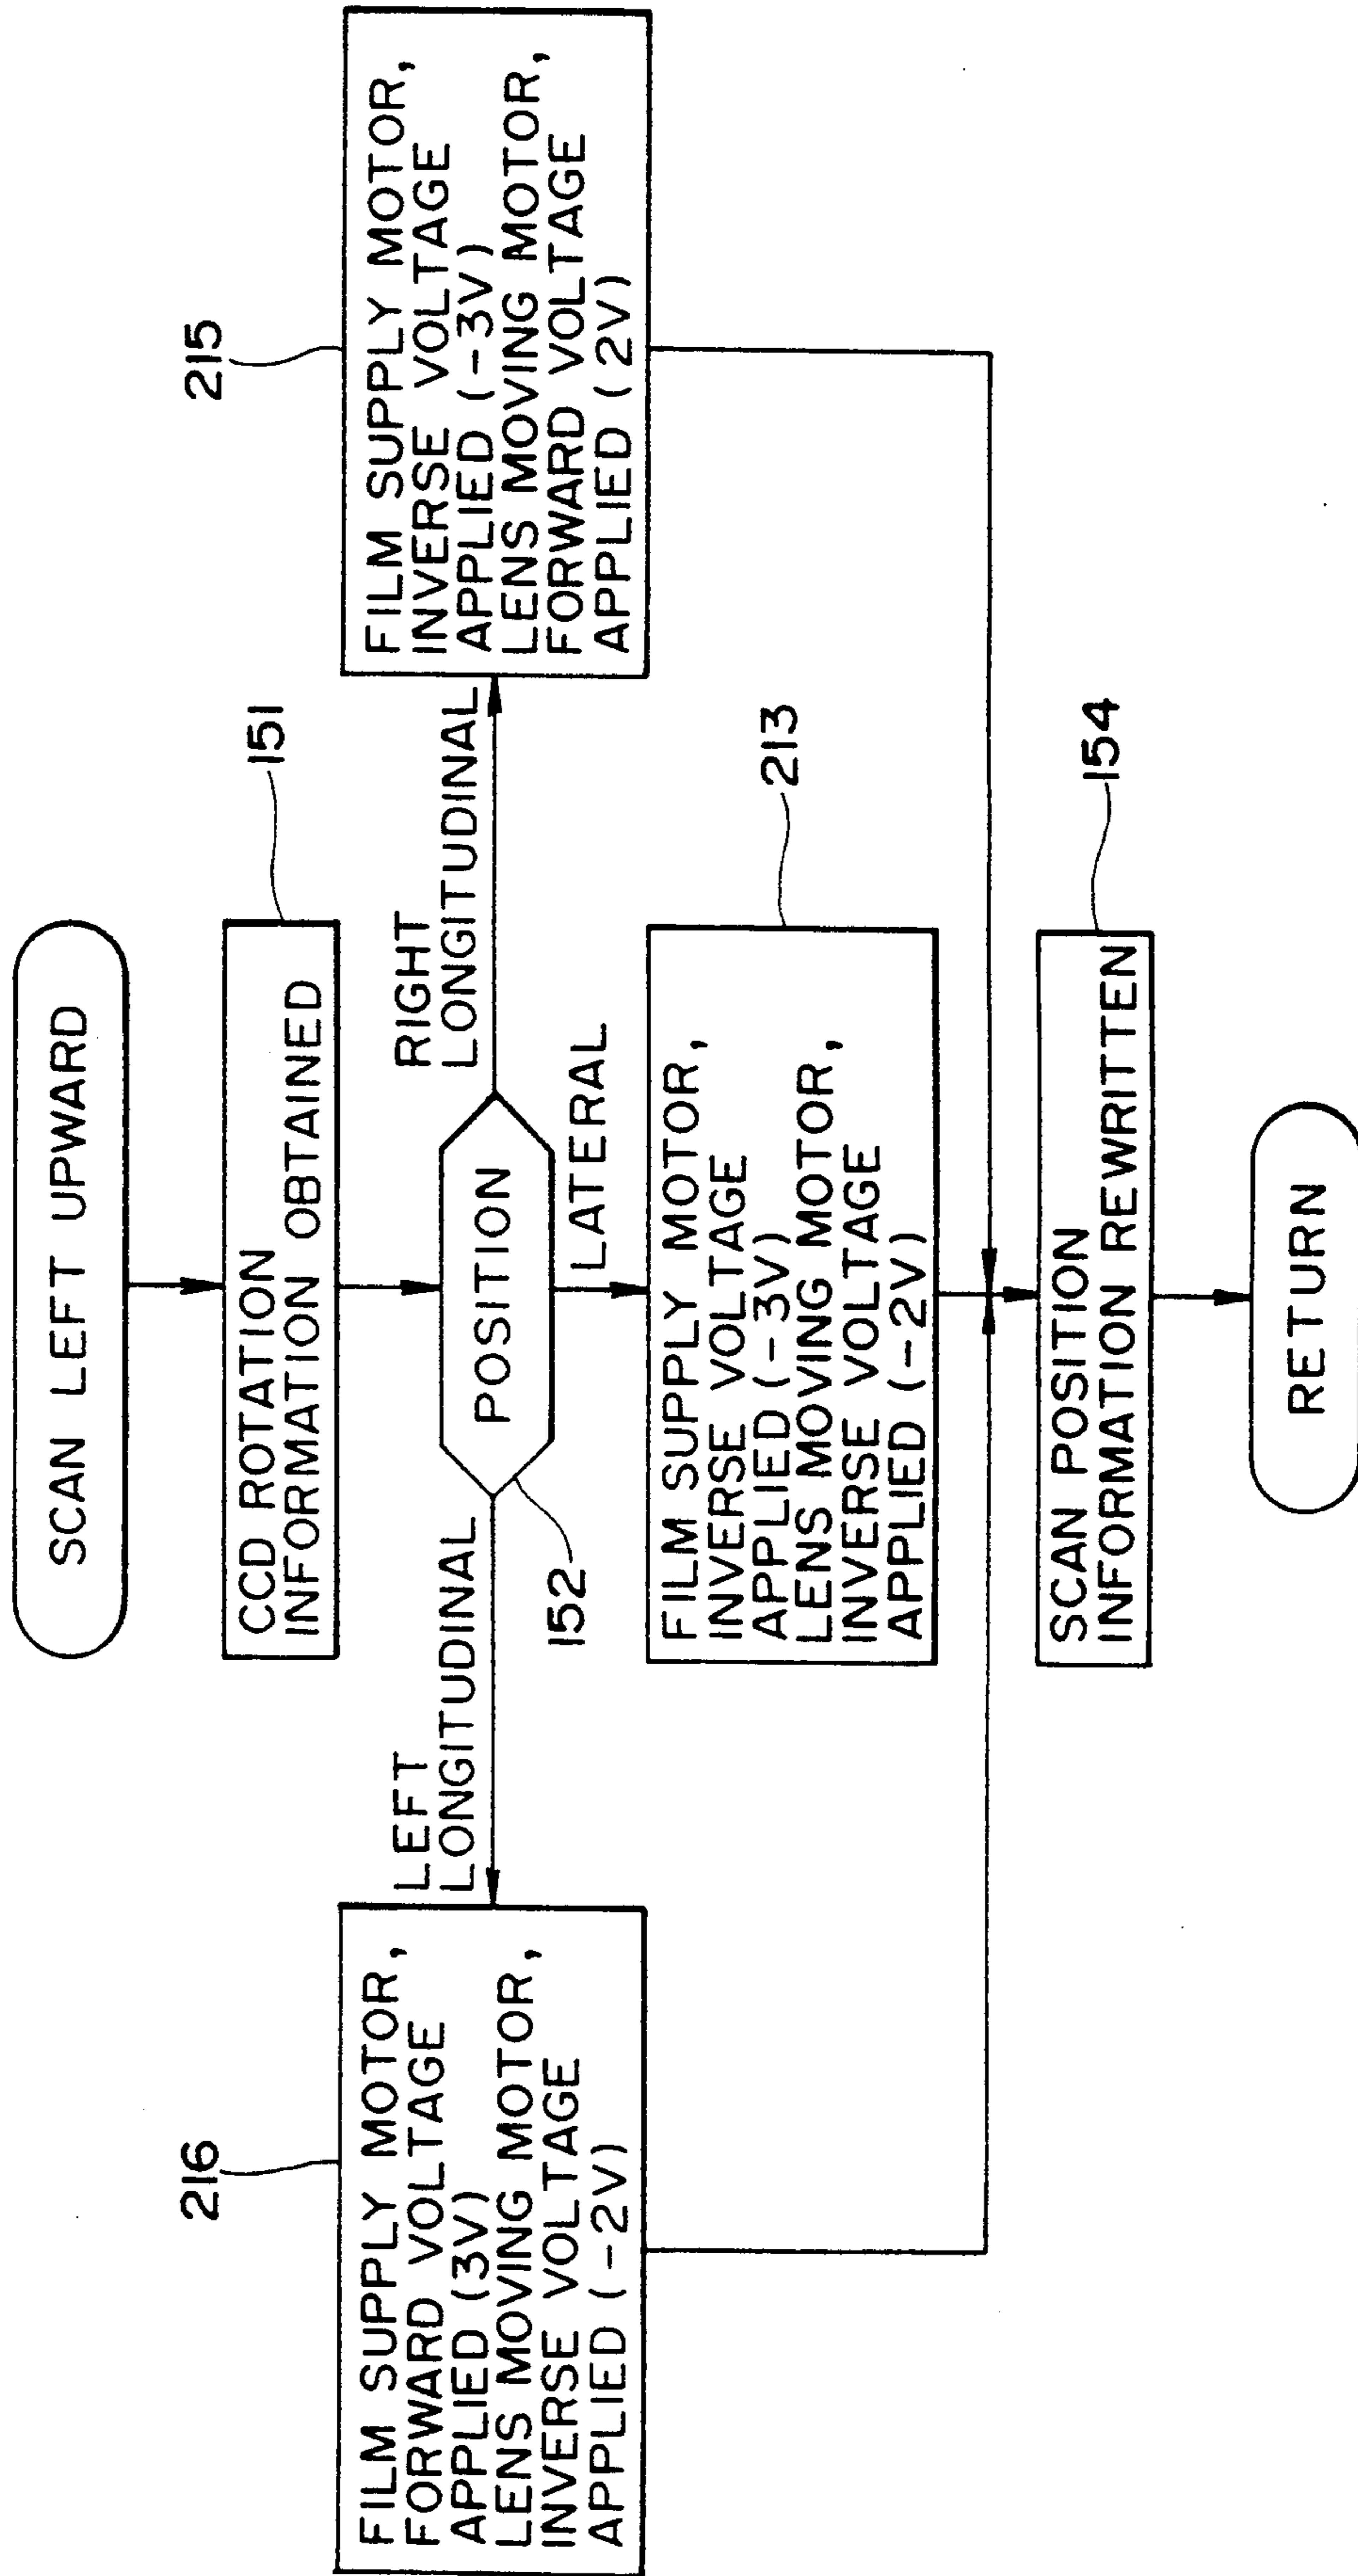 SCAN LEFT UPWARD
151
CCD ROTATION
INFORMATION OBTAINED
152
POSITION
LEFT
LONGITUDINAL
RIGHT
LONGITUDINAL
LATERAL
216
FILM SUPPLY MOTOR,
FORWARD VOLTAGE
APPLIED (3V)
LENS MOVING MOTOR,
INVERSE VOLTAGE
APPLIED (-2V)
213
FILM SUPPLY MOTOR,
INVERSE VOLTAGE
APPLIED (-3V)
LENS MOVING MOTOR,
INVERSE VOLTAGE
APPLIED (-2V)
215
FILM SUPPLY MOTOR,
INVERSE VOLTAGE
APPLIED (-3V)
LENS MOVING MOTOR,
FORWARD VOLTAGE
APPLIED (2V)
154
SCAN POSITION
INFORMATION REWRITTEN
RETURN